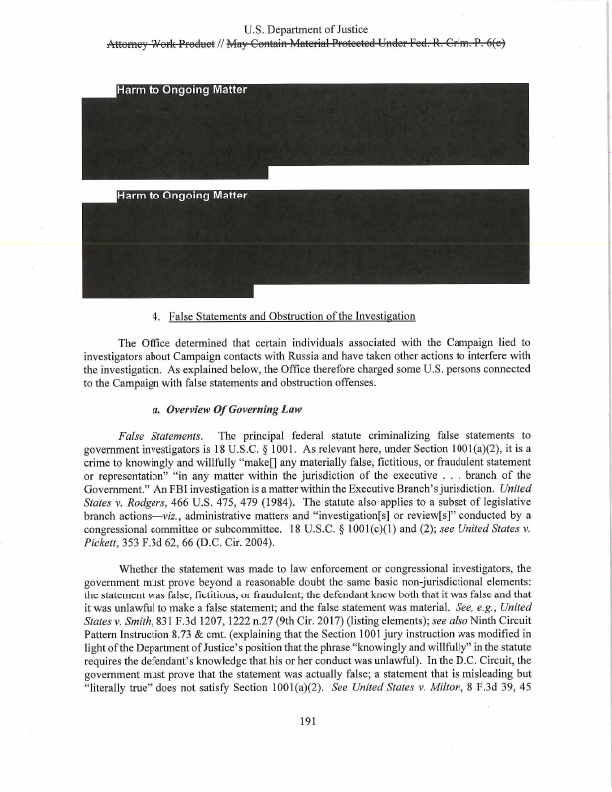 U.S. Department of Justice
Attorney Work Product // May Contain Material Protected Under Fed. R. Crim. P. 6(e)
Harm to Ongoing Matter
Harm to Ongoing Matter
4. False Statements and Obstruction of the Investigation
The Office determined that certain individuals associated with the Campaign lied to
investigators about Campaign contacts with Russia and have taken other actions to interfere with
the investigation. As explained below, the Office therefore charged some U.S. persons connected
to the Campaign with false statements and obstruction offenses.
a. Overview Of Governing Law
False Statements. The principal federal statute criminalizing false statements to
government investigators is 18 U.S.C. § 1001. As relevant here, under Section 1001(a)(2), it is a
crime to knowingly and willfully “make[] any materially false, fictitious, or fraudulent statement
or representation” “in any matter within the jurisdiction of the executive . . . branch of the
Government.” An FBI investigation is a matter within the Executive Branch’s jurisdiction. United
States v. Rodgers, 466 U.S. 475, 479 (1984). The statute also applies to a subset of legislative
branch actions—viz., administrative matters and “investigation[s] or review[s]” conducted by a
congressional committee or subcommittee. 18 U.S.C. § 1001(c)(1) and (2); see United States v.
Pickett, 353 F.3d 62, 66 (D.C. Cir. 2004).
Whether the statement was made to law enforcement or congressional investigators, the
government must prove beyond a reasonable doubt the same basic non-jurisdictional elements:
the statement was false, fictitious, or fraudulent; the defendant knew both that it was false and that
it was unlawful to make a false statement; and the false statement was material. See, e.g., United
States v. Smith, 831 F.3d 1207, 1222 n.27 (9th Cir. 2017) (listing elements); see also Ninth Circuit
Pattern Instruction 8.73 & cmt. (explaining that the Section 1001 jury instruction was modified in
light of the Department of Justice’s position that the phrase “knowingly and willfully” in the statute
requires the defendant’s knowledge that his or her conduct was unlawful). In the D.C. Circuit, the
government must prove that the statement was actually false; a statement that is misleading but
“literally true” does not satisfy Section 1001(a)(2). See United States v. Milton, 8 F.3d 39, 45
191